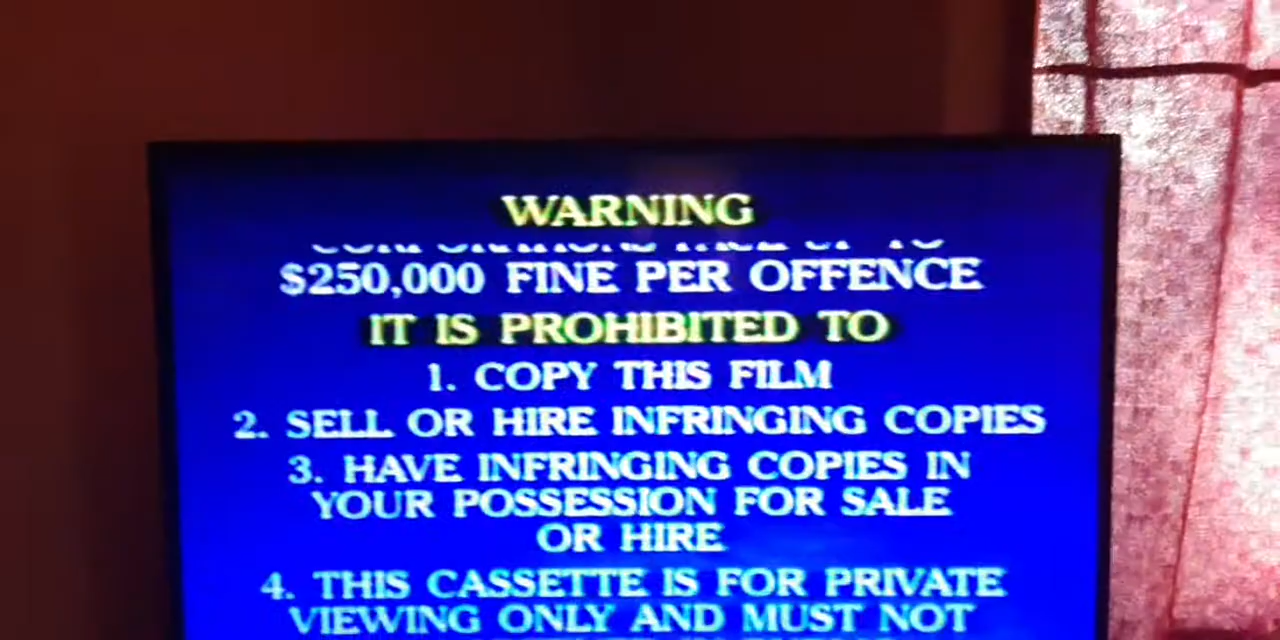 WARNING
$250,000 FINE PER OFFENCE
IT IS PROHIBITED TO
1. COPY THIS FILM
2. SELL OR HIRE INFRINGING COPIES
3. HAVE INFRINGING COPIES IN
YOUR POSSESSION FOR SALE
OR HIRE
4. THIS CASSETTE IS FOR PRIVATE
VIEWING ONLY AND MUST NOT